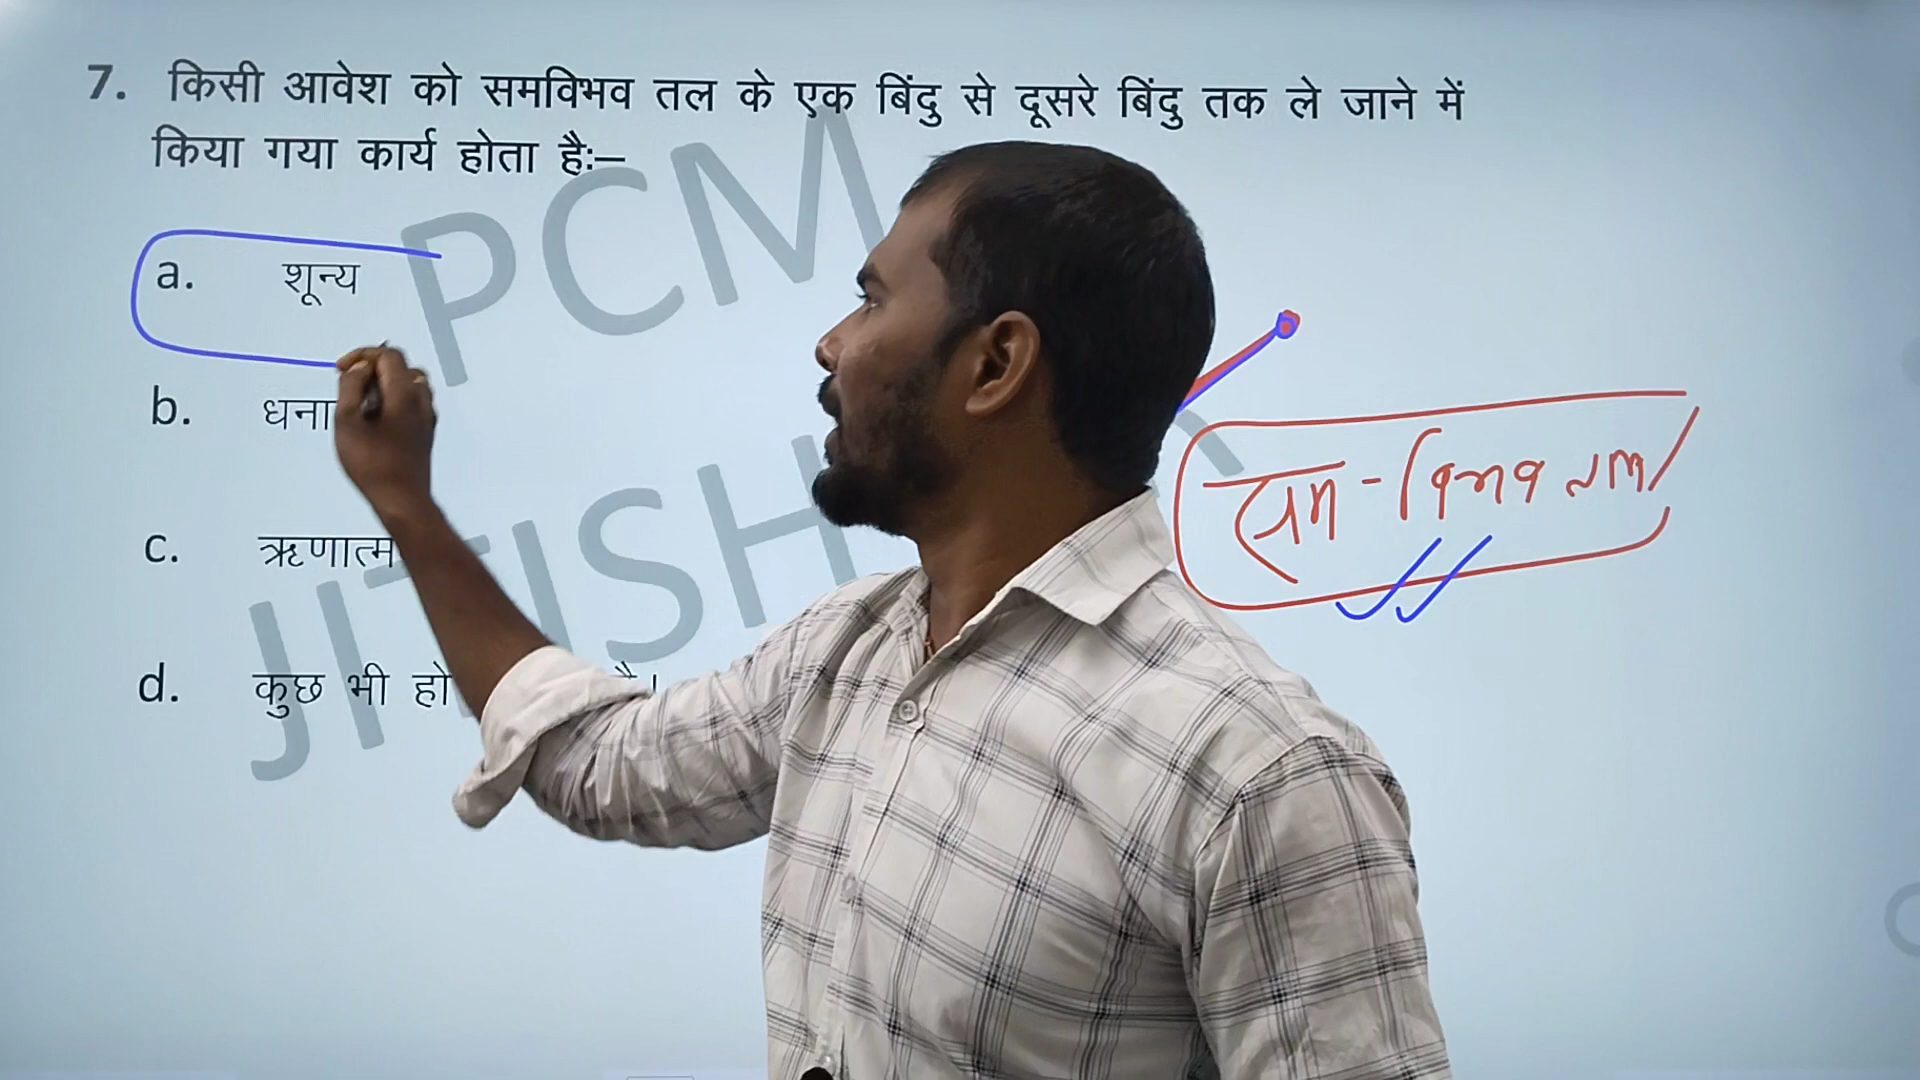 7. किसी आवेश को समविभव तल के एक बिंदु से दूसरे बिंदु तक ले जाने में
किया गया कार्य होता है:–
a. शून्य
b. धना
c. ऋणात्म
d. कुछ भी हो है।
सम-विभव तल
PCM
JITISH